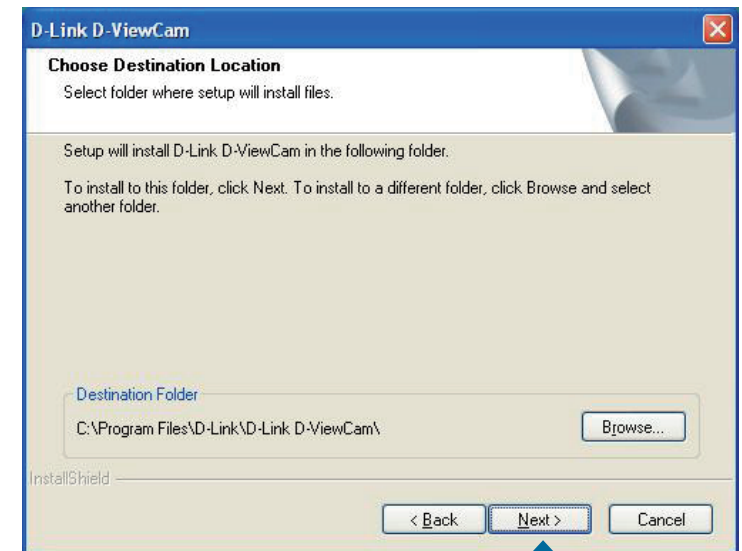 D-Link D-ViewCam
Choose Destination Location
Select folder where setup will install files.
Setup will install D-Link D-ViewCam in the following folder.
To install to this folder, click Next. To install to a different folder, click Browse and select
another folder.
Destination Folder
C:\Program Files\D-Link\D-Link D-ViewCam\
Browse...
InstallShield
< Back
Next >
Cancel